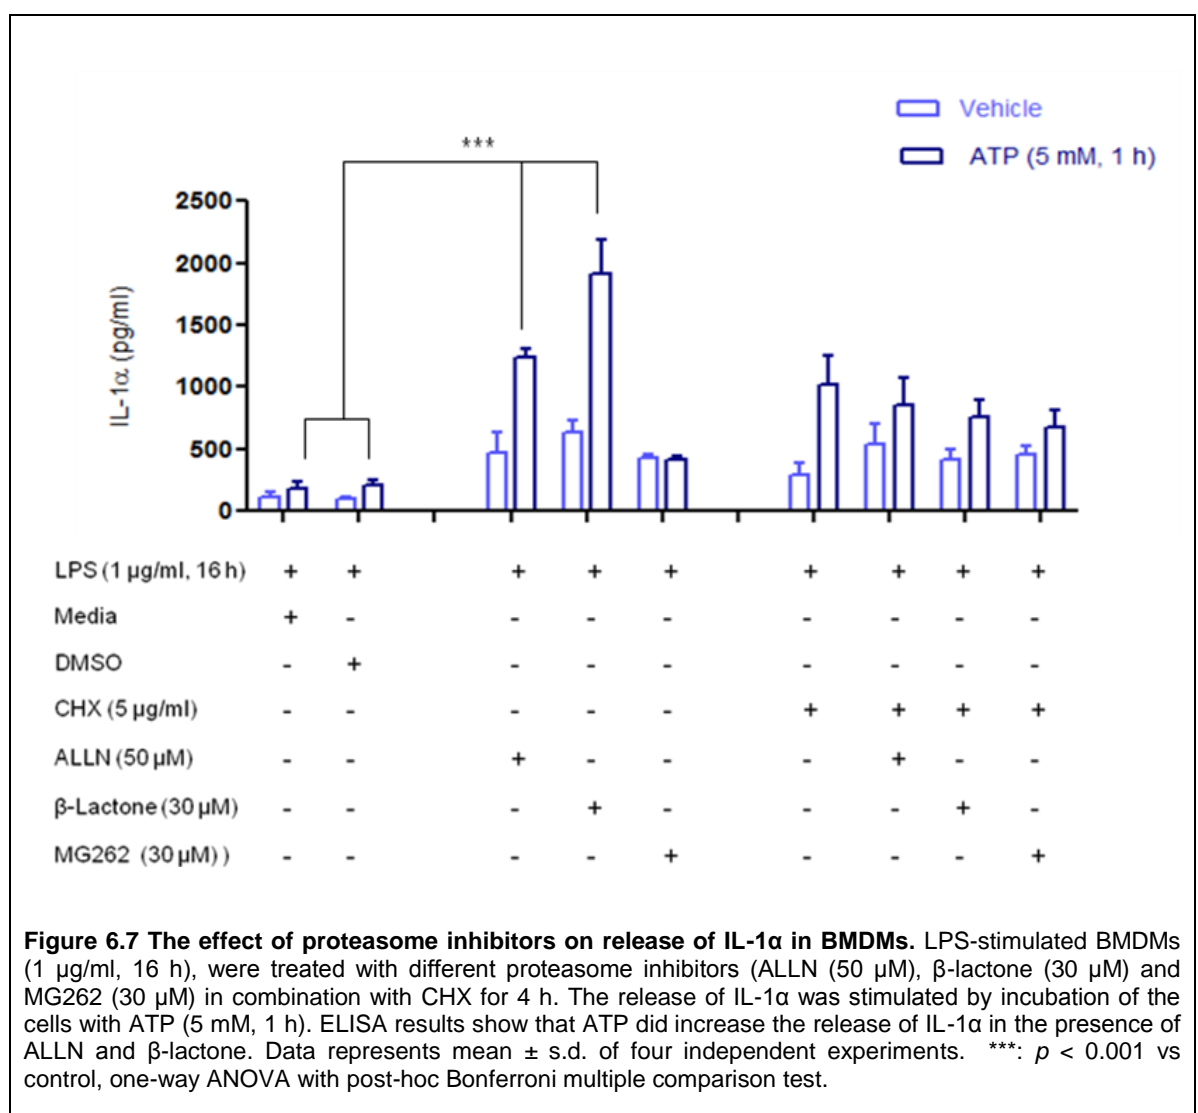 Vehicle
ATP (5 mM, 1 h)
***
2500
2000
1500
1000
500
0
IL-1α (pg/ml)
LPS (1 µg/ml, 16 h) + + + + + + + + +
Media + - - - - - - - -
DMSO - + - - - - - - -
CHX (5 µg/ml) - - - - - + + + +
ALLN (50 µM) - - + - - - + - -
β-Lactone (30 µM) - - - + - - - + -
MG262 (30 µM) ) - - - - + - - - +
Figure 6.7 The effect of proteasome inhibitors on release of IL-1α in BMDMs. LPS-stimulated BMDMs
(1 µg/ml, 16 h), were treated with different proteasome inhibitors (ALLN (50 µM), β-lactone (30 µM) and
MG262 (30 µM) in combination with CHX for 4 h. The release of IL-1α was stimulated by incubation of the
cells with ATP (5 mM, 1 h). ELISA results show that ATP did increase the release of IL-1α in the presence of
ALLN and β-lactone. Data represents mean ± s.d. of four independent experiments. ***: p < 0.001 vs
control, one-way ANOVA with post-hoc Bonferroni multiple comparison test.